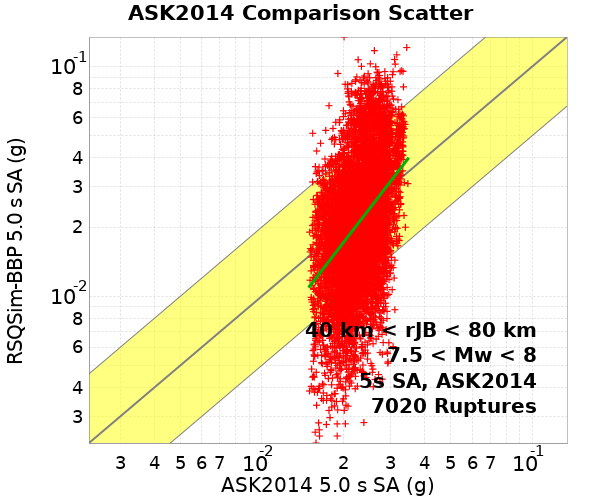 ASK2014 Comparison Scatter
RSQSim-BBP 5.0 s SA (g)
10-1
8
6
4
3
2
10-2
8
6
4
3
40 km < rJB < 80 km
7.5 < Mw < 8
5s SA, ASK2014
7020 Ruptures
3 4 5 6 7 10-2 2 3 4 5 6 7 10-1
ASK2014 5.0 s SA (g)